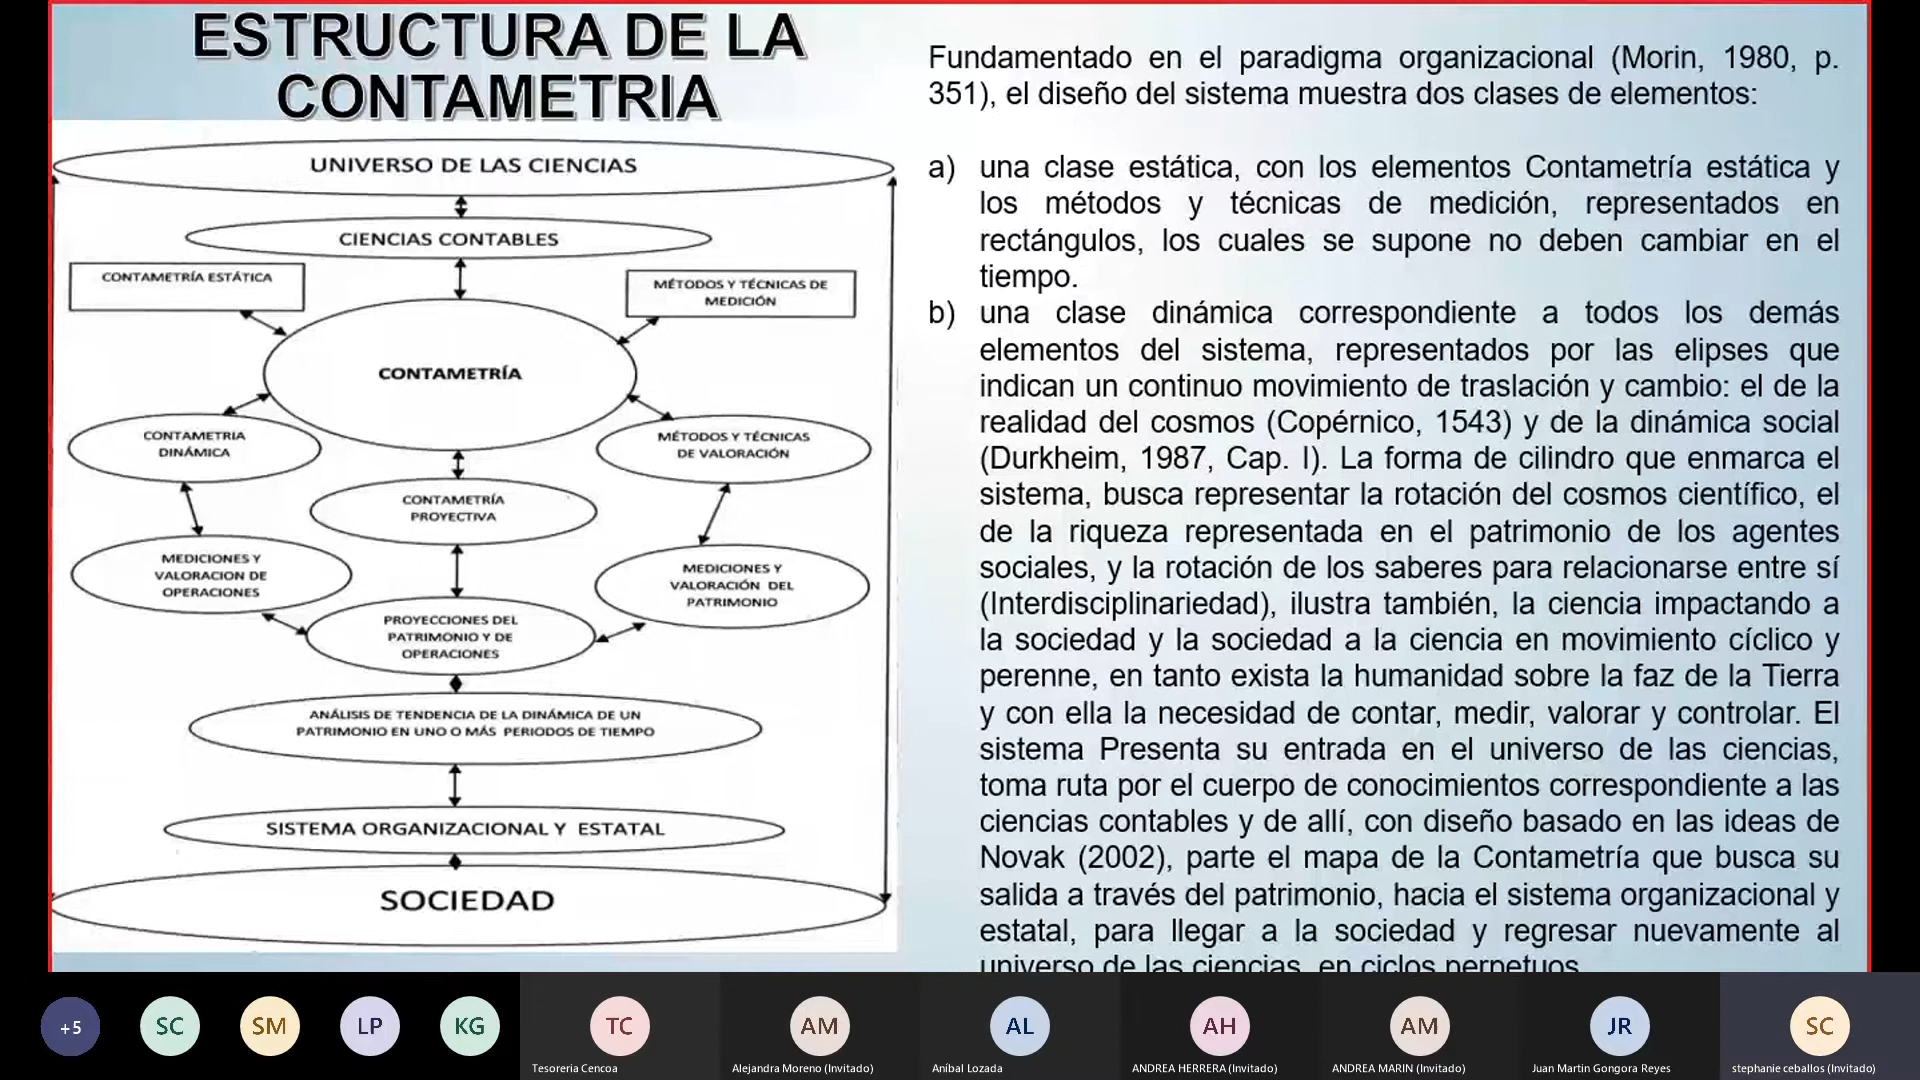 ESTRUCTURA DE LA
CONTAMETRIA
UNIVERSO DE LAS CIENCIAS
CIENCIAS CONTABLES
CONTAMETRÍA ESTÁTICA
MÉTODOS Y TÉCNICAS DE
MEDICIÓN
CONTAMETRÍA
CONTAMETRIA
DINÁMICA
MÉTODOS Y TÉCNICAS
DE VALORACIÓN
CONTAMETRÍA
PROYECTIVA
MEDICIONES Y
VALORACION DE
OPERACIONES
MEDICIONES Y
VALORACIÓN DEL
PATRIMONIO
PROYECCIONES DEL
PATRIMONIO Y DE
OPERACIONES
ANÁLISIS DE TENDENCIA DE LA DINÁMICA DE UN
PATRIMONIO EN UNO O MÁS PERIODOS DE TIEMPO
SISTEMA ORGANIZACIONAL Y ESTATAL
SOCIEDAD
Fundamentado en el paradigma organizacional (Morin, 1980, p.
351), el diseño del sistema muestra dos clases de elementos:
a) una clase estática, con los elementos Contametría estática y
los métodos y técnicas de medición, representados en
rectángulos, los cuales se supone no deben cambiar en el
tiempo.
b) una clase dinámica correspondiente a todos los demás
elementos del sistema, representados por las elipses que
indican un continuo movimiento de traslación y cambio: el de la
realidad del cosmos (Copérnico, 1543) y de la dinámica social
(Durkheim, 1987, Cap. I). La forma de cilindro que enmarca el
sistema, busca representar la rotación del cosmos científico, el
de la riqueza representada en el patrimonio de los agentes
sociales, y la rotación de los saberes para relacionarse entre sí
(Interdisciplinariedad), ilustra también, la ciencia impactando a
la sociedad y la sociedad a la ciencia en movimiento cíclico y
perenne, en tanto exista la humanidad sobre la faz de la Tierra
y con ella la necesidad de contar, medir, valorar y controlar. El
sistema Presenta su entrada en el universo de las ciencias,
toma ruta por el cuerpo de conocimientos correspondiente a las
ciencias contables y de allí, con diseño basado en las ideas de
Novak (2002), parte el mapa de la Contametría que busca su
salida a través del patrimonio, hacia el sistema organizacional y
estatal, para llegar a la sociedad y regresar nuevamente al
universo de las ciencias, en ciclos perpetuos.
+5
SC
SM
LP
KG
TC
AM
AL
AH
AM
JR
SC
Tesoreria Cencoa
Alejandra Moreno (Invitado)
Aníbal Lozada
ANDREA HERRERA (Invitado)
ANDREA MARIN (Invitado)
Juan Martin Gongora Reyes
stephanie ceballos (Invitado)